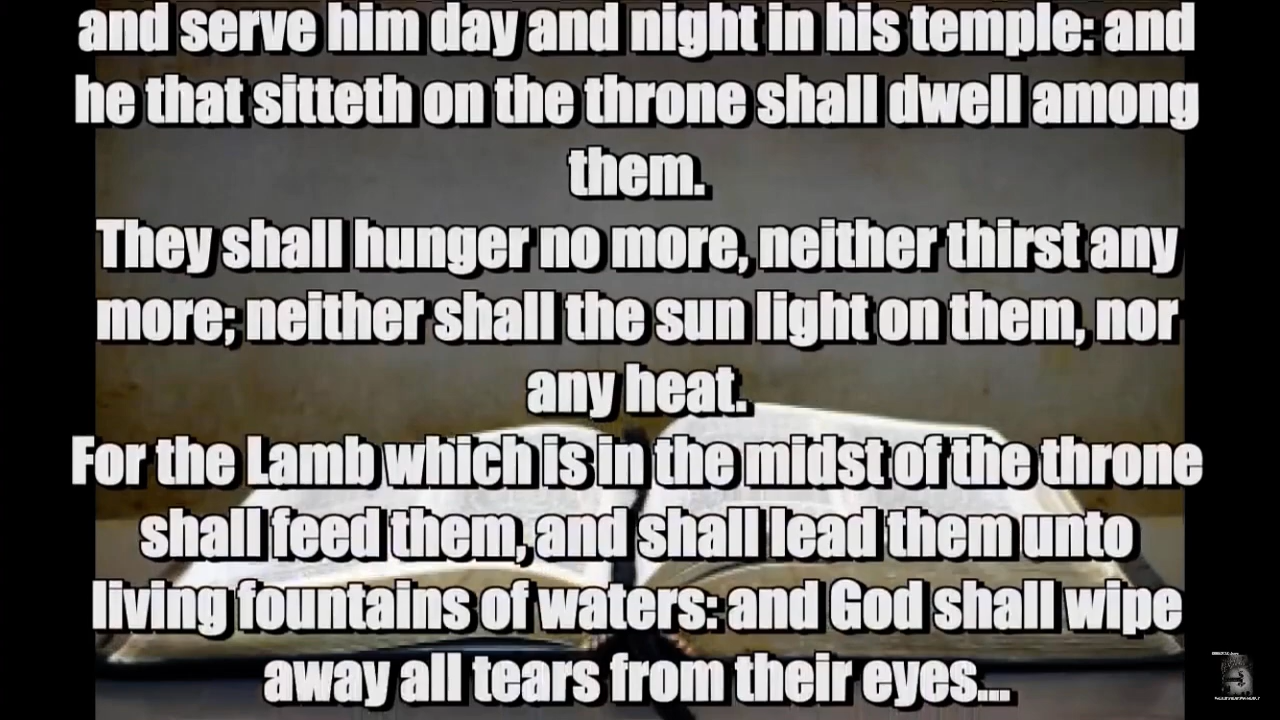 and serve him day and night in his temple: and
he that sitteth on the throne shall dwell among
them.
They shall hunger no more, neither thirst any
more; neither shall the sun light on them, nor
any heat.
For the Lamb which is in the midst of the throne
shall feed them, and shall lead them unto
living fountains of waters: and God shall wipe
away all tears from their eyes...